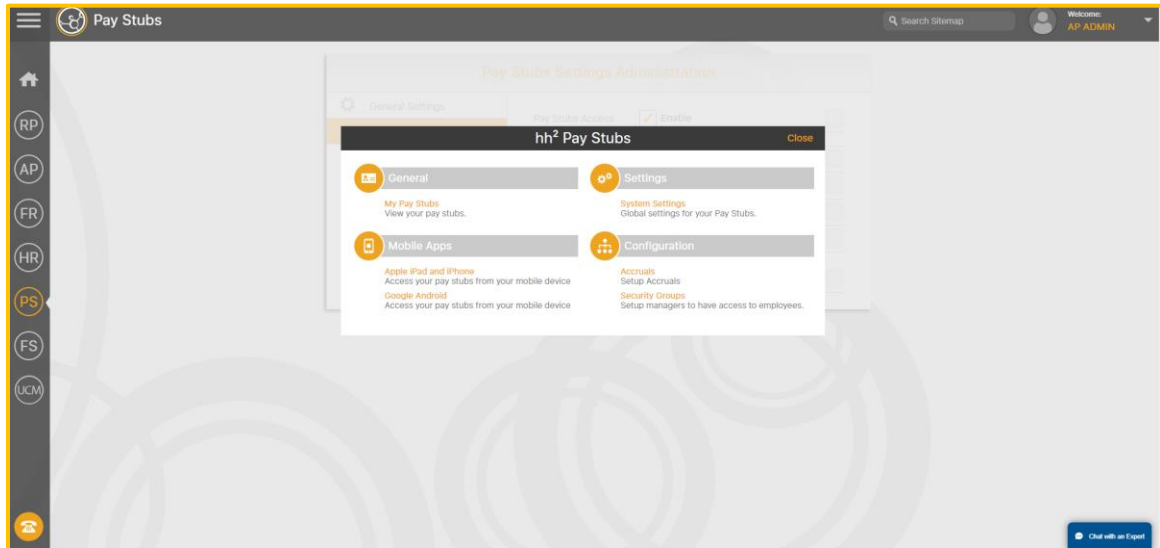 Pay Stubs
Search Sitemap
Welcome:
AP ADMIN
Pay Stubs Settings Administration
General Settings
Pay Stubs Access
Enable
hh² Pay Stubs
Close
General
My Pay Stubs
View your pay stubs.
Settings
System Settings
Global settings for your Pay Stubs.
Mobile Apps
Apple iPad and iPhone
Access your pay stubs from your mobile device
Google Android
Access your pay stubs from your mobile device
Configuration
Accruals
Setup Accruals
Security Groups
Setup managers to have access to employees.
RP
AP
FR
HR
PS
FS
UCM
Chat with an Expert